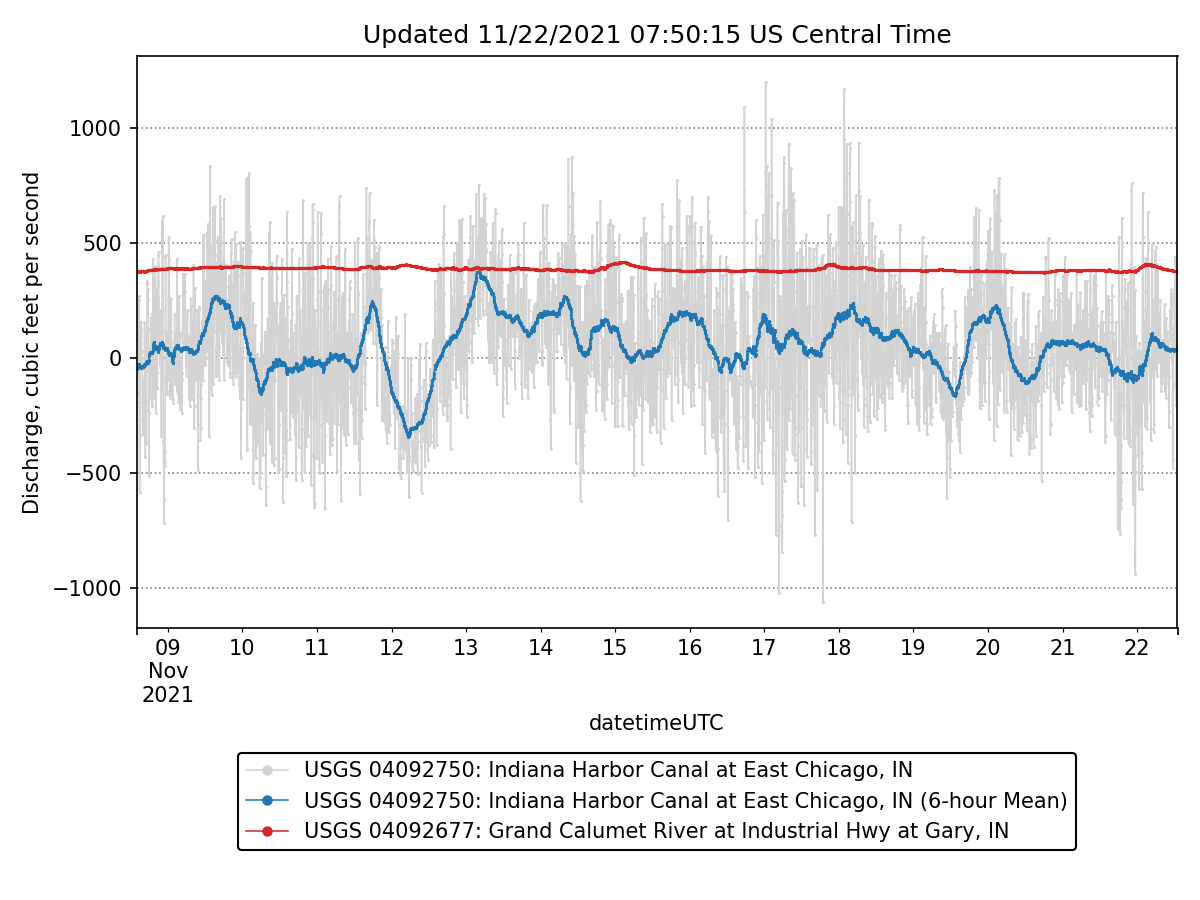 Updated 11/22/2021 07:50:15 US Central Time
Discharge, cubic feet per second
1000
500
0
−500
−1000
09 10 11 12 13 14 15 16 17 18 19 20 21 22
Nov
2021
datetimeUTC
USGS 04092750: Indiana Harbor Canal at East Chicago, IN
USGS 04092750: Indiana Harbor Canal at East Chicago, IN (6-hour Mean)
USGS 04092677: Grand Calumet River at Industrial Hwy at Gary, IN